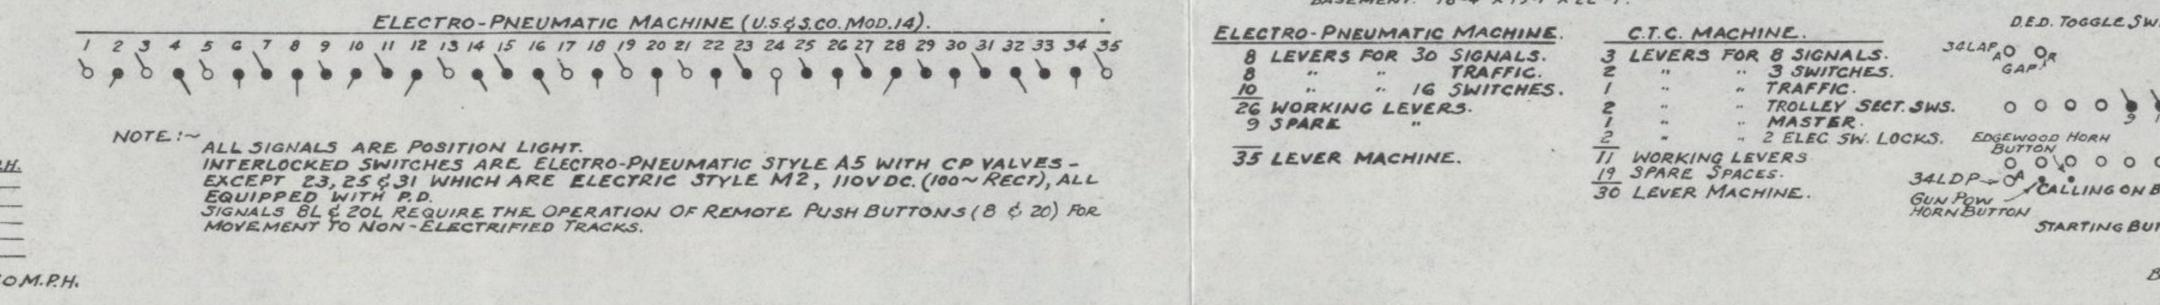 ELECTRO-PNEUMATIC MACHINE (U.S.&S.CO. MOD.14).
1 2 3 4 5 6 7 8 9 10 11 12 13 14 15 16 17 18 19 20 21 22 23 24 25 26 27 28 29 30 31 32 33 34 35
NOTE:~
ALL SIGNALS ARE POSITION LIGHT.
INTERLOCKED SWITCHES ARE ELECTRO-PNEUMATIC STYLE A5 WITH CP VALVES -
EXCEPT 23, 25 & 31 WHICH ARE ELECTRIC STYLE M2, 110V DC. (100~ RECT), ALL
EQUIPPED WITH P.D.
SIGNALS 8L & 20L REQUIRE THE OPERATION OF REMOTE PUSH BUTTONS (8 & 20) FOR
MOVEMENT TO NON-ELECTRIFIED TRACKS.
.H.
O M.P.H.
ELECTRO-PNEUMATIC MACHINE.
8 LEVERS FOR 30 SIGNALS.
8 " " TRAFFIC.
10 " " 16 SWITCHES.
26 WORKING LEVERS.
9 SPARE "
35 LEVER MACHINE.
C.T.C. MACHINE.
3 LEVERS FOR 8 SIGNALS.
2 " " 3 SWITCHES.
1 " " TRAFFIC.
2 " " TROLLEY SECT. SWS.
1 " " MASTER.
2 " " 2 ELEC SW. LOCKS.
11 WORKING LEVERS
19 SPARE SPACES.
30 LEVER MACHINE.
D.E.D. TOGGLE SW
34LAP
A R
GAP
9
EDGEWOOD HORN
BUTTON
34LDP
A
CALLING ON B
GUN POW
HORN BUTTON
STARTING BU